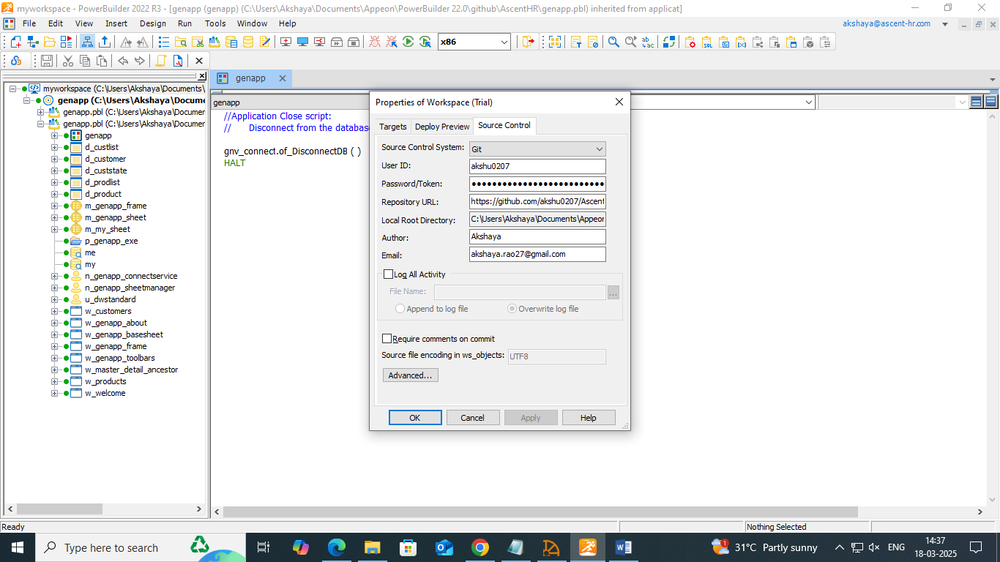 myworkspace - PowerBuilder 2022 R3 - [genapp (genapp) (C:\Users\Akshaya\Documents\Appeon\PowerBuilder 22.0\github\AscentHR\genapp.pbl) inherited from applicat]
File Edit View Insert Design Run Tools Window Help
akshaya@ascent-hr.com
x86
genapp
myworkspace (C:\Users\Akshaya\Documents\
genapp (C:\Users\Akshaya\Docume
genapp.pbl (C:\Users\Akshaya\Documer
genapp.pbl (C:\Users\Akshaya\Documer
genapp
d_custlist
d_customer
d_custstate
d_prodlist
d_product
m_genapp_frame
m_genapp_sheet
m_my_sheet
p_genapp_exe
me
my
n_genapp_connectservice
n_genapp_sheetmanager
u_dwstandard
w_customers
w_genapp_about
w_genapp_basesheet
w_genapp_frame
w_genapp_toolbars
w_master_detail_ancestor
w_products
w_welcome
genapp
//Application Close script:
// Disconnect from the database
gnv_connect.of_DisconnectDB ( )
HALT
Properties of Workspace (Trial)
Targets Deploy Preview Source Control
Source Control System: Git
User ID: akshu0207
Password/Token: ●●●●●●●●●●●●●●●●●●●●●●●●●●
Repository URL: https://github.com/akshu0207/Ascent
Local Root Directory: C:\Users\Akshaya\Documents\Appeon
Author: Akshaya
Email: akshaya.rao27@gmail.com
Log All Activity
File Name: ...
Append to log file Overwrite log file
Require comments on commit
Source file encoding in ws_objects: UTF8
Advanced...
OK Cancel Apply Help
Ready
Nothing Selected
Type here to search
1
31°C Partly sunny
ENG
14:37
18-03-2025